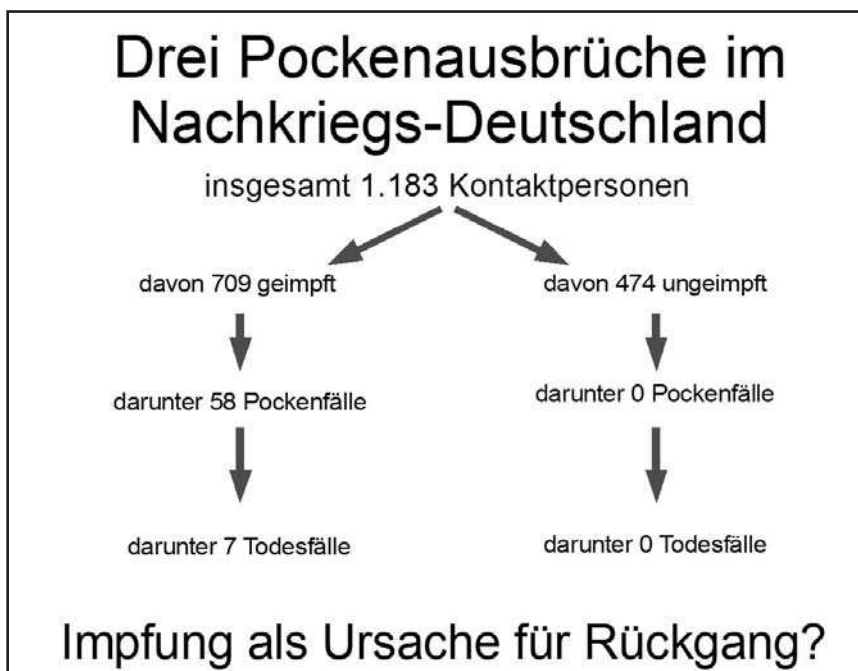 Drei Pockenausbrüche im
Nachkriegs-Deutschland
insgesamt 1.183 Kontaktpersonen
davon 709 geimpft
davon 474 ungeimpft
darunter 58 Pockenfälle
darunter 0 Pockenfälle
darunter 7 Todesfälle
darunter 0 Todesfälle
Impfung als Ursache für Rückgang?